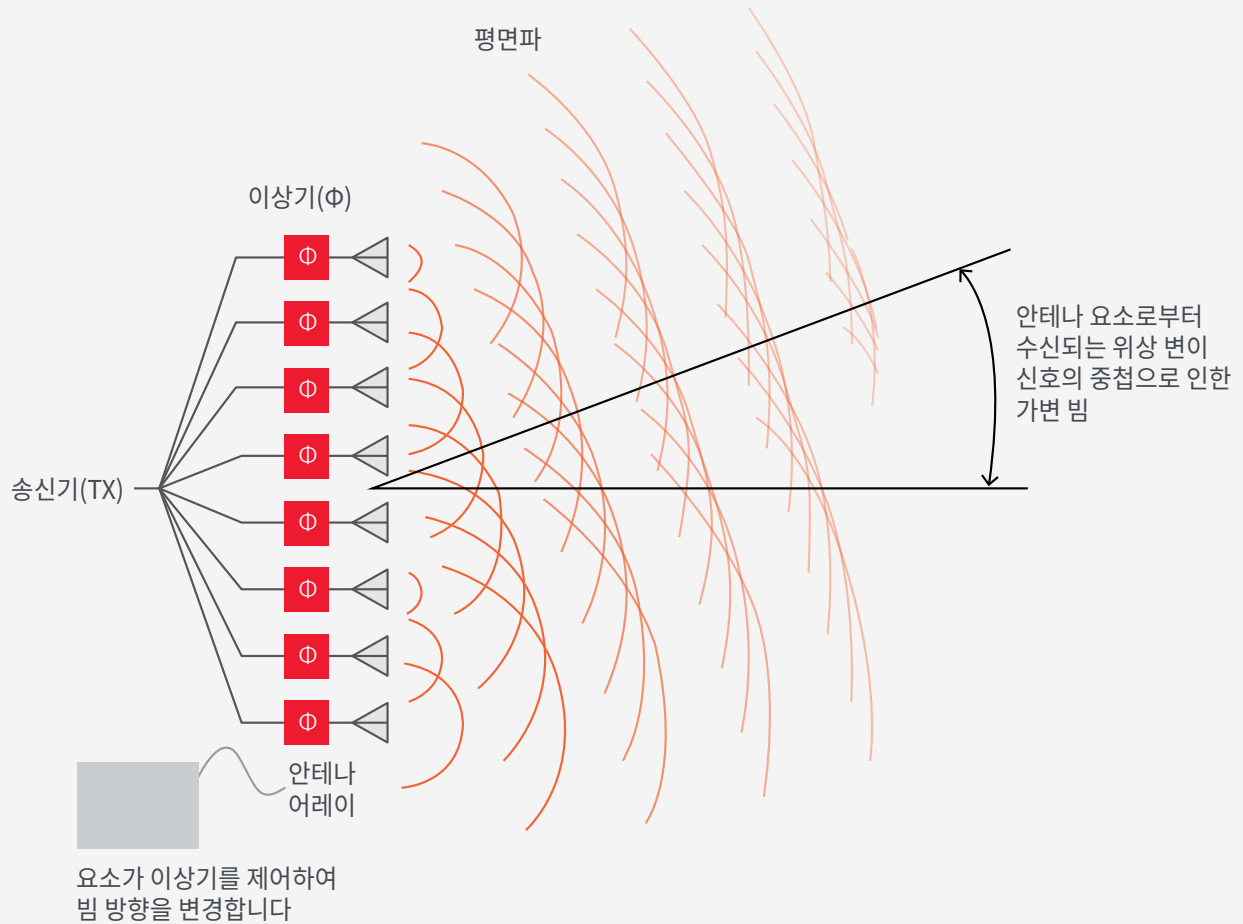 평면파
이상기(Φ)
Φ
Φ
Φ
Φ
Φ
Φ
Φ
Φ
송신기(TX)
안테나 요소로부터
수신되는 위상 변이
신호의 중첩으로 인한
가변 빔
안테나
어레이
요소가 이상기를 제어하여
빔 방향을 변경합니다